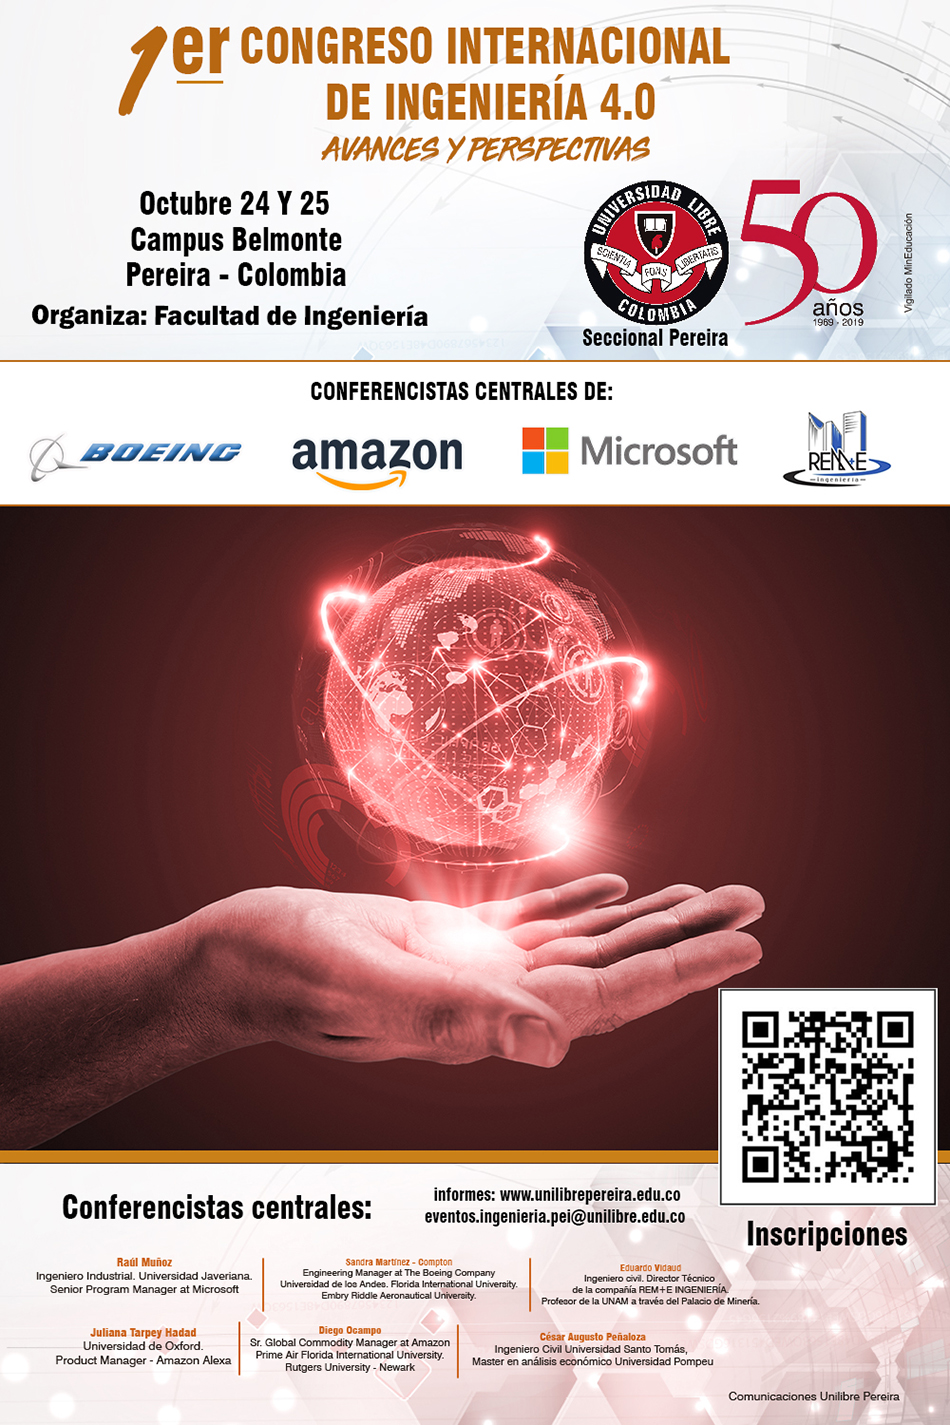 1er CONGRESO INTERNACIONAL
DE INGENIERÍA 4.0
AVANCES Y PERSPECTIVAS
Octubre 24 Y 25
Campus Belmonte
Pereira - Colombia
Organiza: Facultad de Ingeniería
UNIVERSIDAD LIBRE
SCIENTIA FONS LIBERTATIS
COLOMBIA
Seccional Pereira
50
años
1969 - 2019
Vigilado MinEducación
CONFERENCISTAS CENTRALES DE:
BOEING
amazon
Microsoft
REM+E
ingeniería
Conferencistas centrales:
informes: www.unilibrepereira.edu.co
eventos.ingenieria.pei@unilibre.edu.co
Inscripciones
Raúl Muñoz
Ingeniero Industrial. Universidad Javeriana.
Senior Program Manager at Microsoft
Sandra Martínez - Compton
Engineering Manager at The Boeing Company
Universidad de los Andes. Florida International University.
Embry Riddle Aeronautical University.
Eduardo Vidaud
Ingeniero civil. Director Técnico
de la compañía REM+E INGENIERÍA.
Profesor de la UNAM a través del Palacio de Minería.
Juliana Tarpey Hadad
Universidad de Oxford.
Product Manager - Amazon Alexa
Diego Ocampo
Sr. Global Commodity Manager at Amazon
Prime Air Florida International University.
Rutgers University - Newark
César Augusto Peñaloza
Ingeniero Civil Universidad Santo Tomás,
Master en análisis económico Universidad Pompeu
Comunicaciones Unilibre Pereira